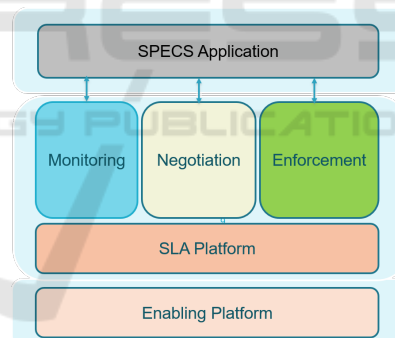 SPECS Application
Monitoring Negotiation Enforcement
SLA Platform
Enabling Platform